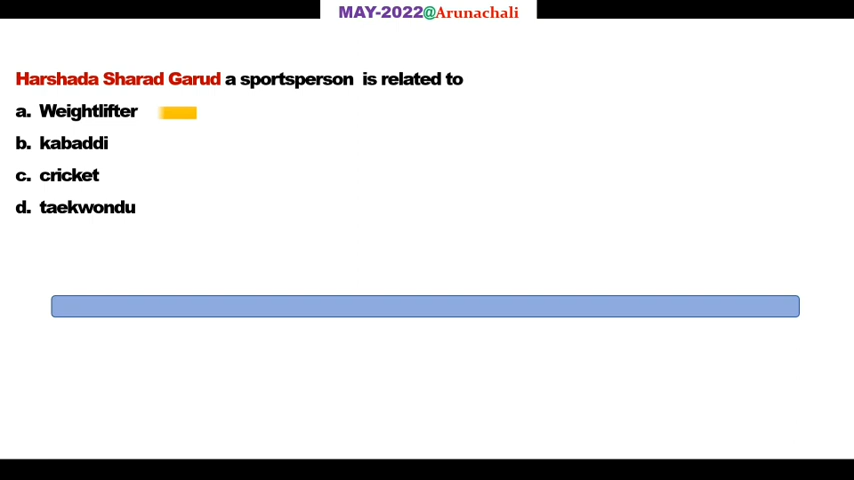 MAY-2022@Arunachali
Harshada Sharad Garud a sportsperson is related to
a. Weightlifter
b. kabaddi
c. cricket
d. taekwondu